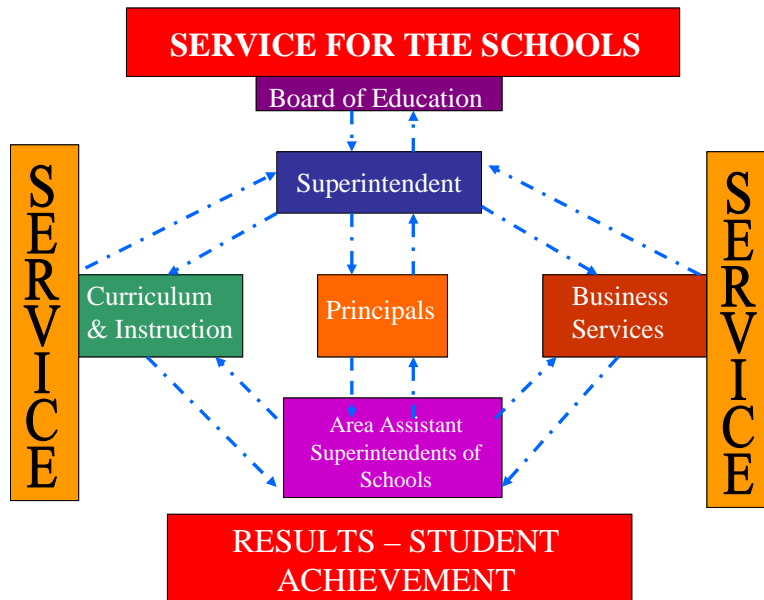 SERVICE FOR THE SCHOOLS
Board of Education
Superintendent
SERVICE
Curriculum
& Instruction
Principals
Business
Services
SERVICE
Area Assistant
Superintendents of
Schools
RESULTS – STUDENT
ACHIEVEMENT